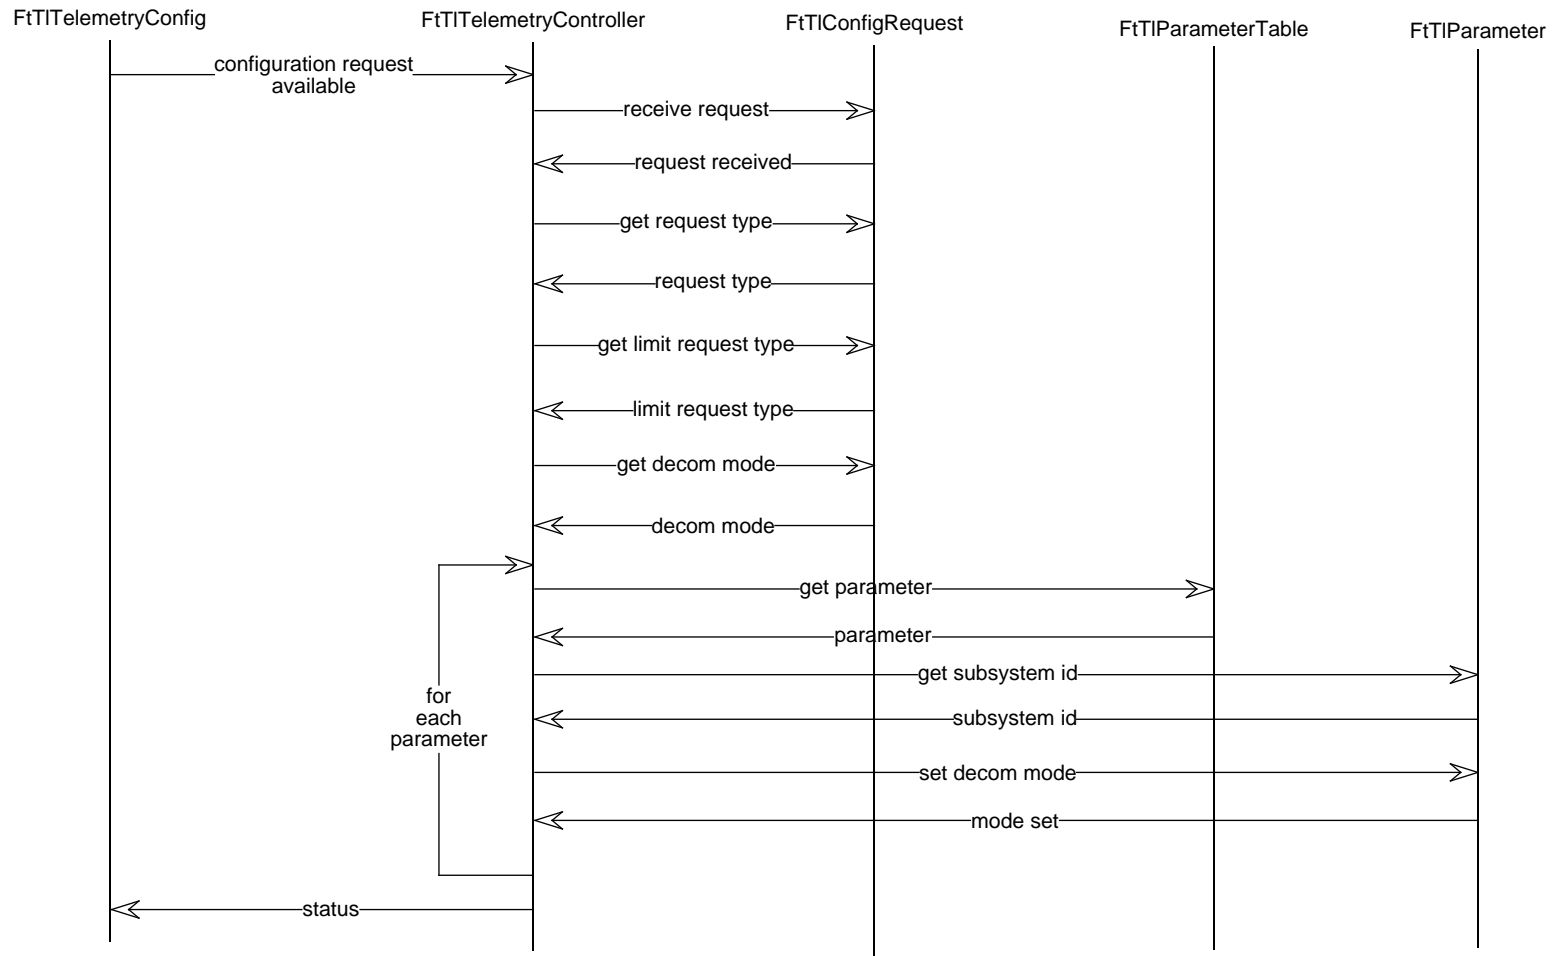 FtTlTelemetryConfig
FtTlTelemetryController
FtTlConfigRequest
FtTlParameterTable
FtTlParameter
configuration request
available
receive request
request received
get request type
request type
get limit request type
limit request type
get decom mode
decom mode
get parameter
parameter
get subsystem id
for
each
parameter
subsystem id
set decom mode
mode set
status